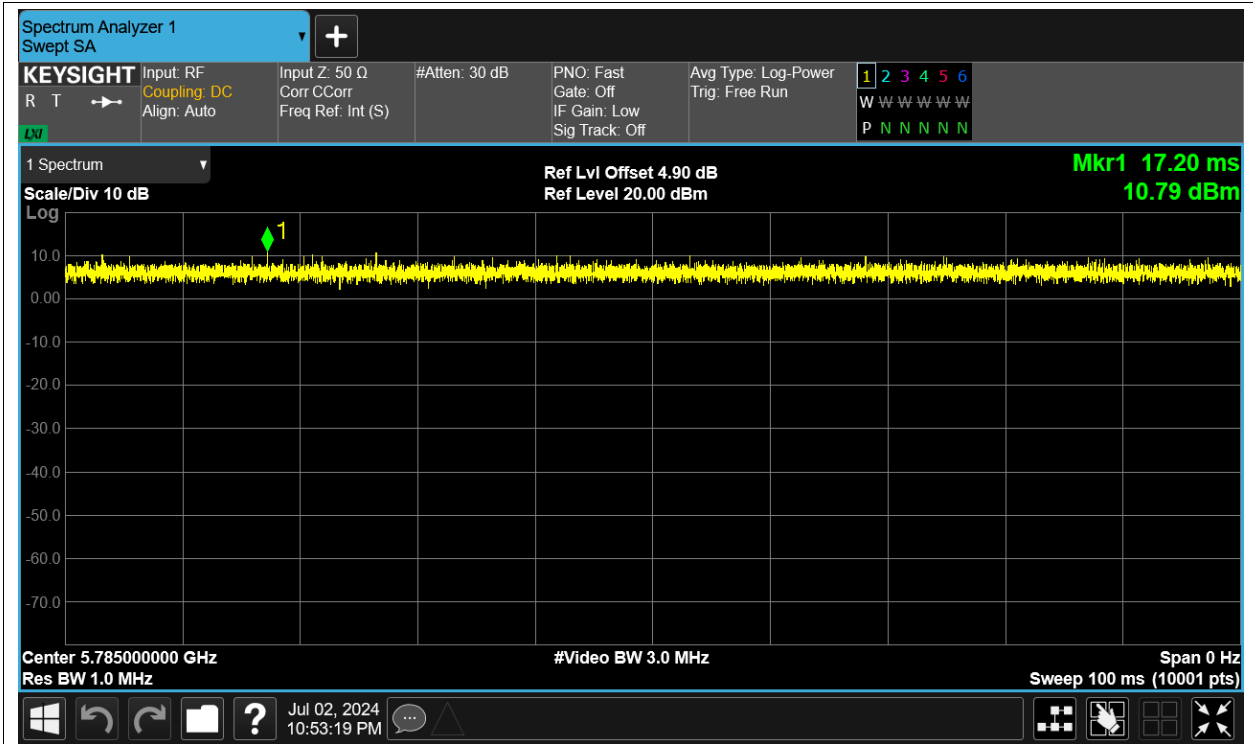 Spectrum Analyzer 1
Swept SA
KEYSIGHT
R T
LXI
Input: RF
Coupling: DC
Align: Auto
Input Z: 50 Ω
Corr CCorr
Freq Ref: Int (S)
#Atten: 30 dB
PNO: Fast
Gate: Off
IF Gain: Low
Sig Track: Off
Avg Type: Log-Power
Trig: Free Run
1 2 3 4 5 6
W W W W W W
P N N N N N
1 Spectrum
Scale/Div 10 dB
Log
Ref Lvl Offset 4.90 dB
Ref Level 20.00 dBm
Mkr1 17.20 ms
10.79 dBm
1
10.0
0.00
-10.0
-20.0
-30.0
-40.0
-50.0
-60.0
-70.0
Center 5.785000000 GHz
Res BW 1.0 MHz
#Video BW 3.0 MHz
Span 0 Hz
Sweep 100 ms (10001 pts)
?
Jul 02, 2024
10:53:19 PM